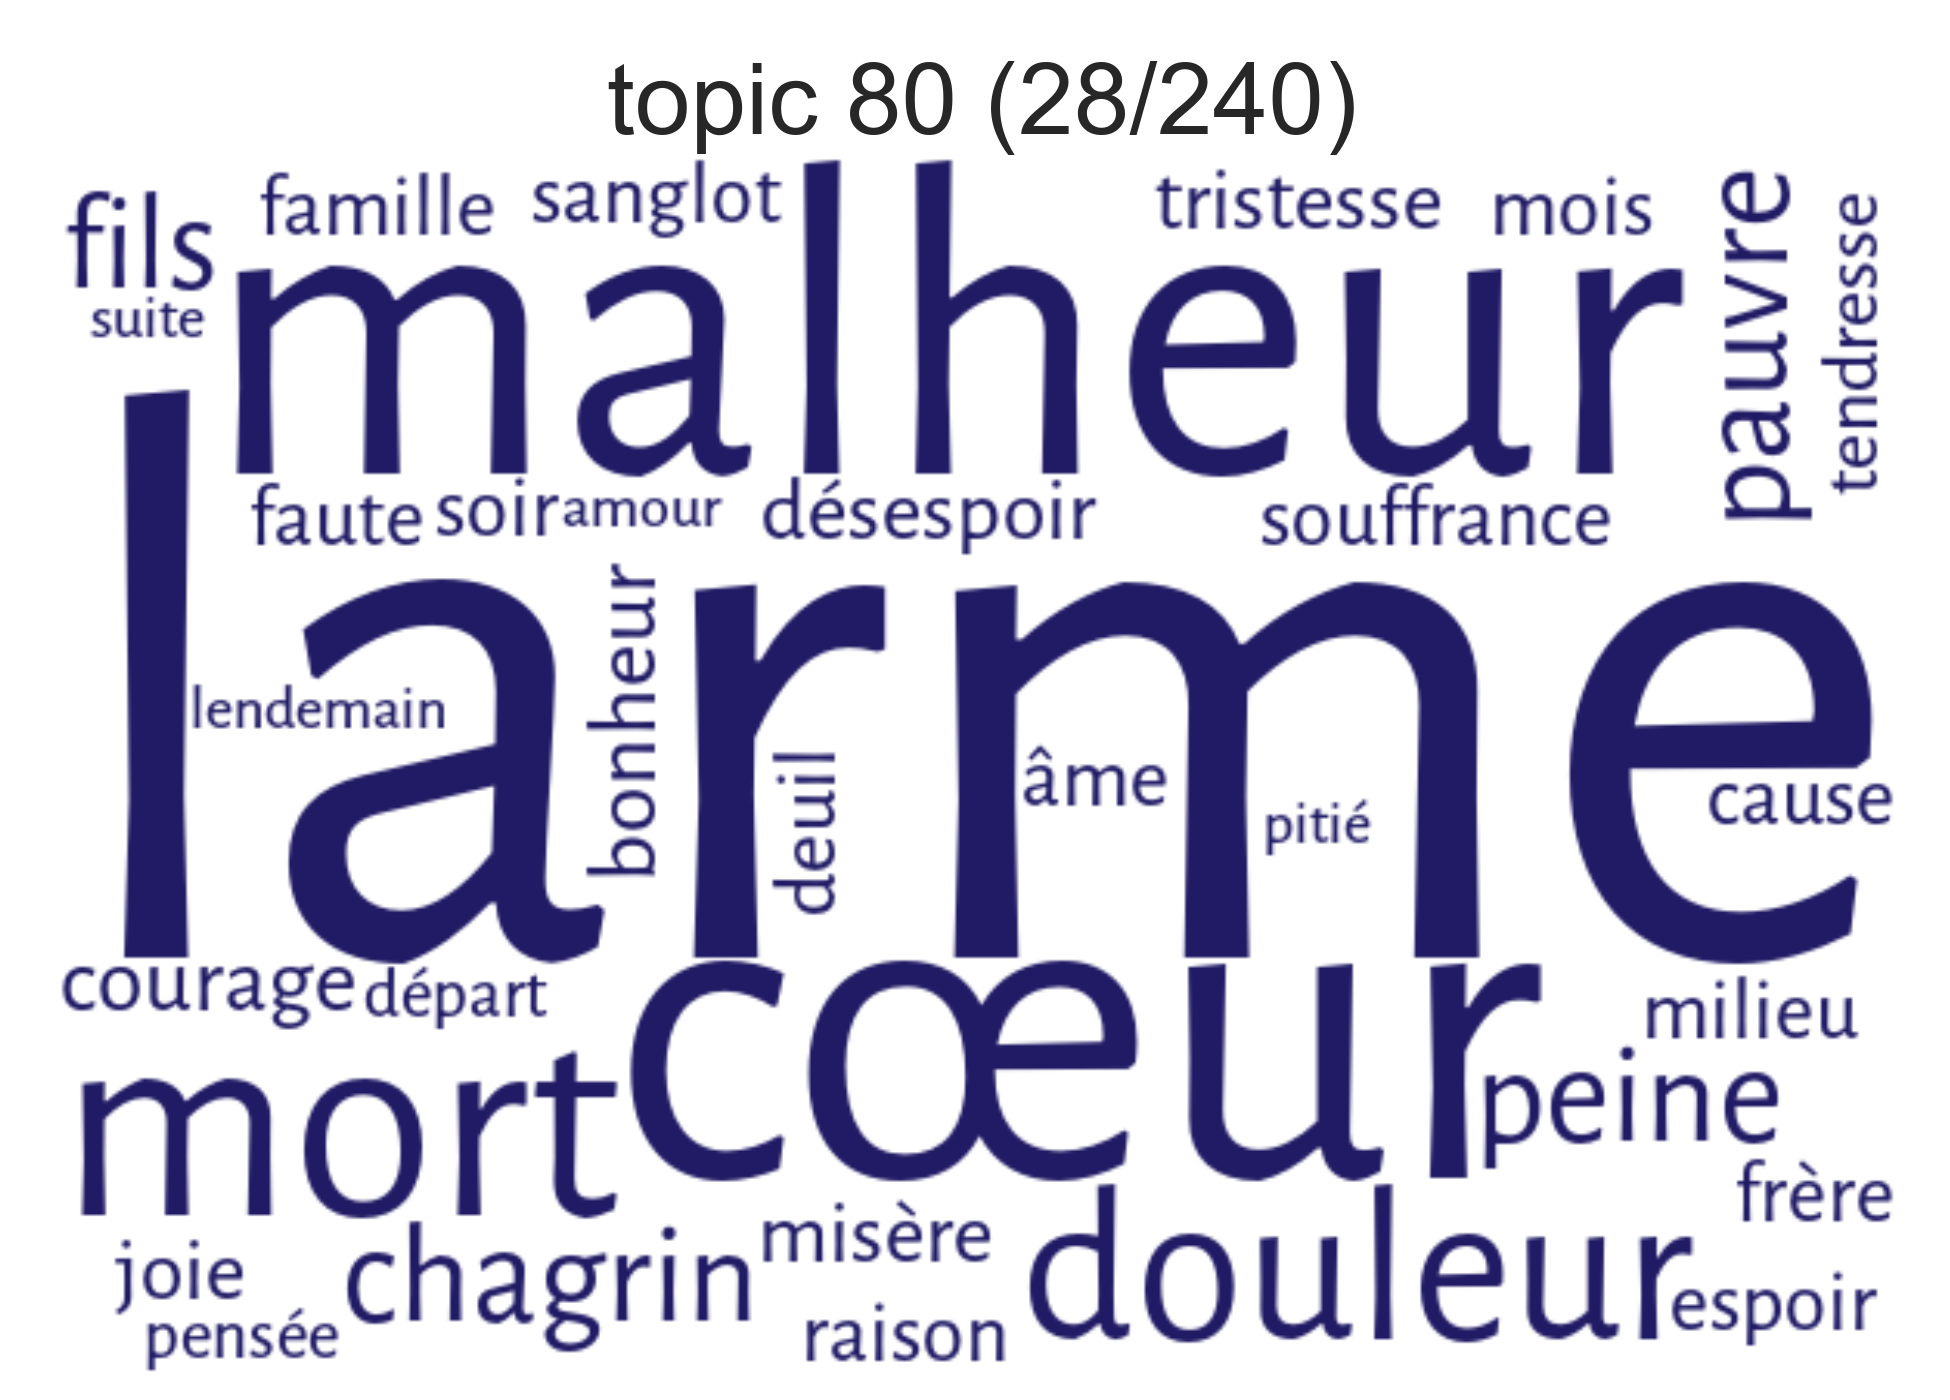 topic 80 (28/240)
fils famille sanglot tristesse mois pauvre tendresse
suite malheur
faute soir amour désespoir souffrance
larme
lendemain bonheur deuil âme pitié cause
courage départ cœur milieu
mort peine
frère
joie chagrin misère douleur espoir
pensée raison